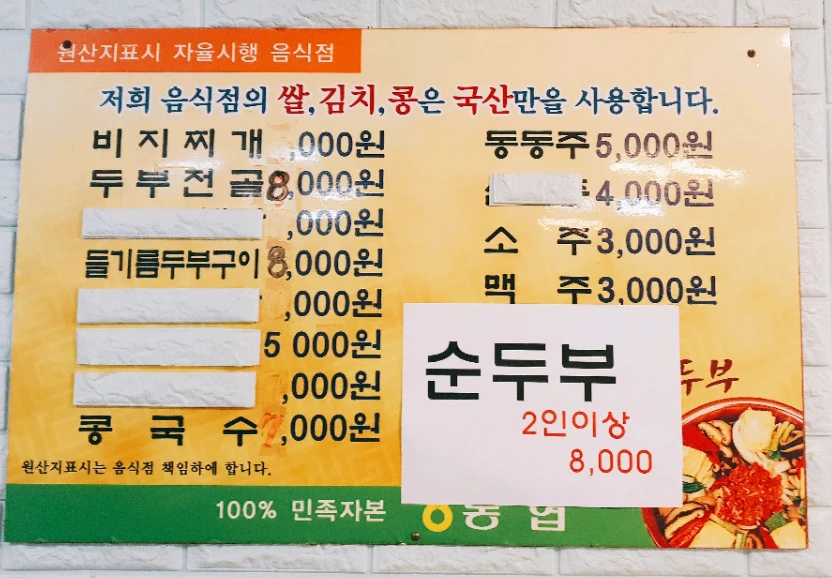 원산지표시 자율시행 음식점
저희 음식점의 쌀,김치,콩은 국산만을 사용합니다.
비지찌개 ,000원
두부전골 8,000원
,000원
들기름두부구이 8,000원
,000원
5 000원
,000원
콩국수 ,000원
동동주 5,000원
4,000원
소주 3,000원
맥주 3,000원
순두부
2인이상
8,000
두부
원산지표시는 음식점 책임하에 합니다.
100% 민족자본 농협